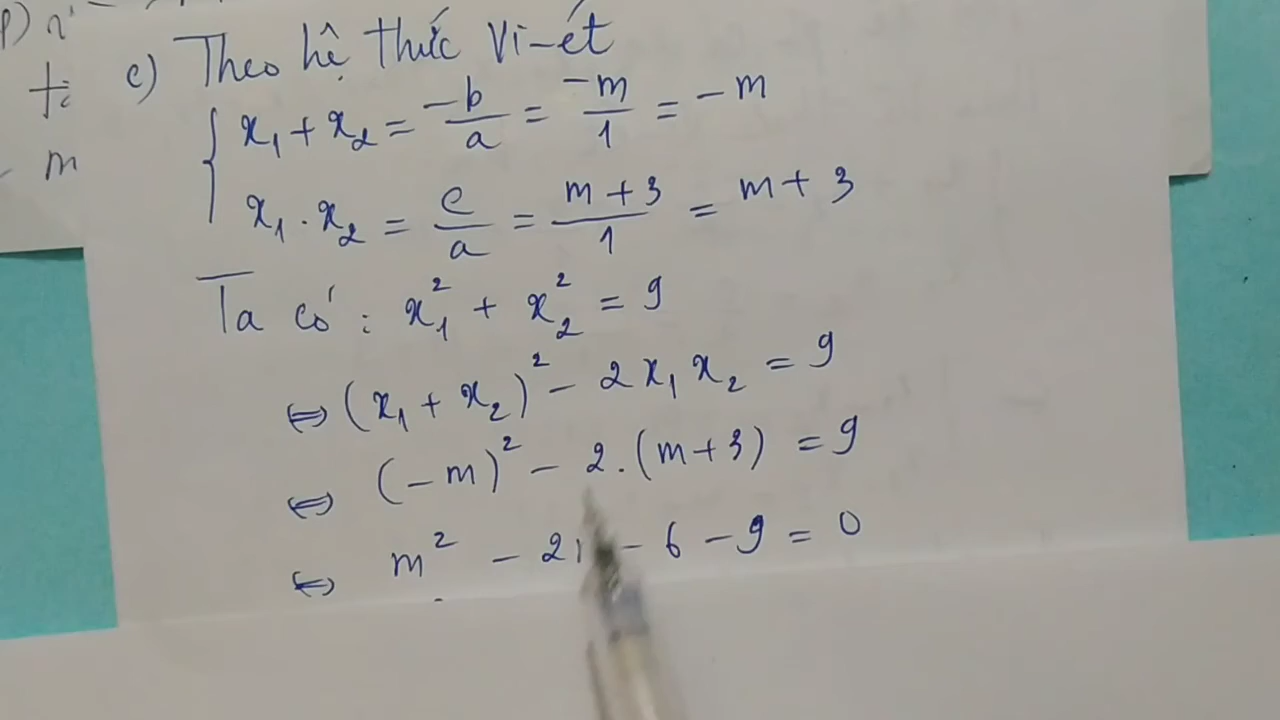 c) Theo hệ thức Vi-ét
x₁ + x₂ = -b/a = -m/1 = -m
x₁ . x₂ = c/a = m+3/1 = m+3
Ta có: x₁² + x₂² = 9
⇔ (x₁ + x₂)² - 2x₁x₂ = 9
⇔ (-m)² - 2.(m+3) = 9
⇔ m² - 2 - 6 - 9 = 0
m